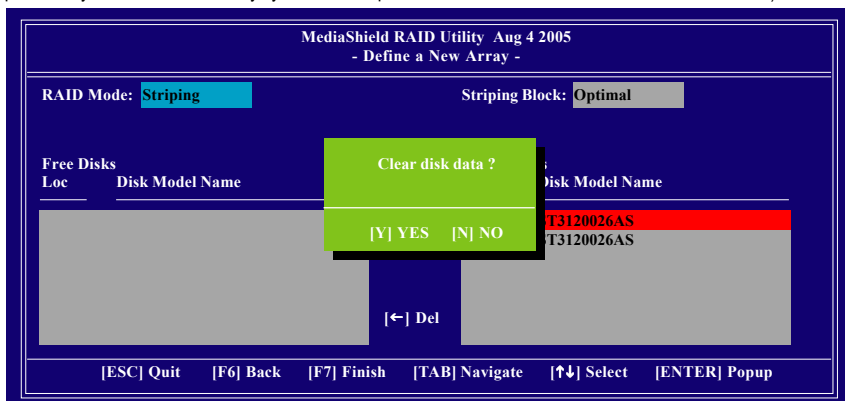 MediaShield RAID Utility Aug 4 2005
- Define a New Array -
RAID Mode: Striping
Striping Block: Optimal
Free Disks
Loc Disk Model Name
Disk Model Name
Clear disk data ?
[Y] YES [N] NO
T3120026AS
T3120026AS
[←] Del
[ESC] Quit [F6] Back [F7] Finish [TAB] Navigate [↑↓] Select [ENTER] Popup